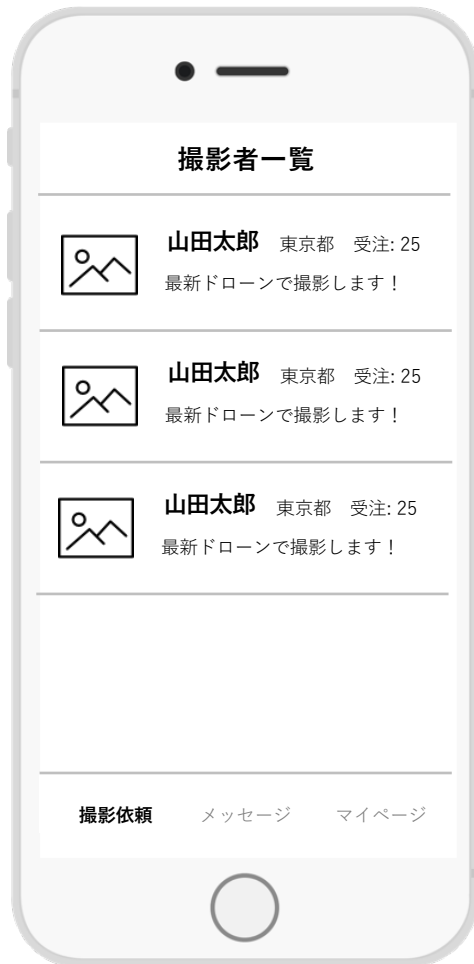 撮影者一覧
山田太郎 東京都 受注: 25
最新ドローンで撮影します！
山田太郎 東京都 受注: 25
最新ドローンで撮影します！
山田太郎 東京都 受注: 25
最新ドローンで撮影します！
撮影依頼 メッセージ マイページ